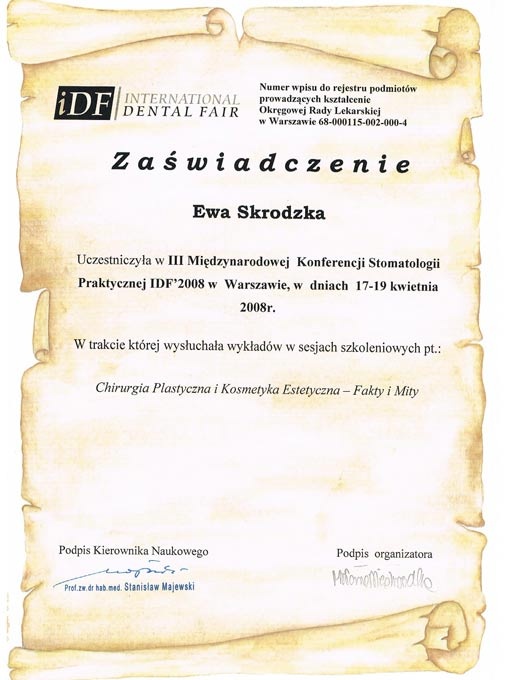 iDF INTERNATIONAL
DENTAL FAIR
Numer wpisu do rejestru podmiotów
prowadzących kształcenie
Okręgowej Rady Lekarskiej
w Warszawie 68-000115-002-000-4
Zaświadczenie
Ewa Skrodzka
Uczestniczyła w III Międzynarodowej Konferencji Stomatologii
Praktycznej IDF'2008 w Warszawie, w dniach 17-19 kwietnia
2008r.
W trakcie której wysłuchała wykładów w sesjach szkoleniowych pt.:
Chirurgia Plastyczna i Kosmetyka Estetyczna – Fakty i Mity
Podpis Kierownika Naukowego
Podpis organizatora
Prof.zw.dr hab.med. Stanisław Majewski